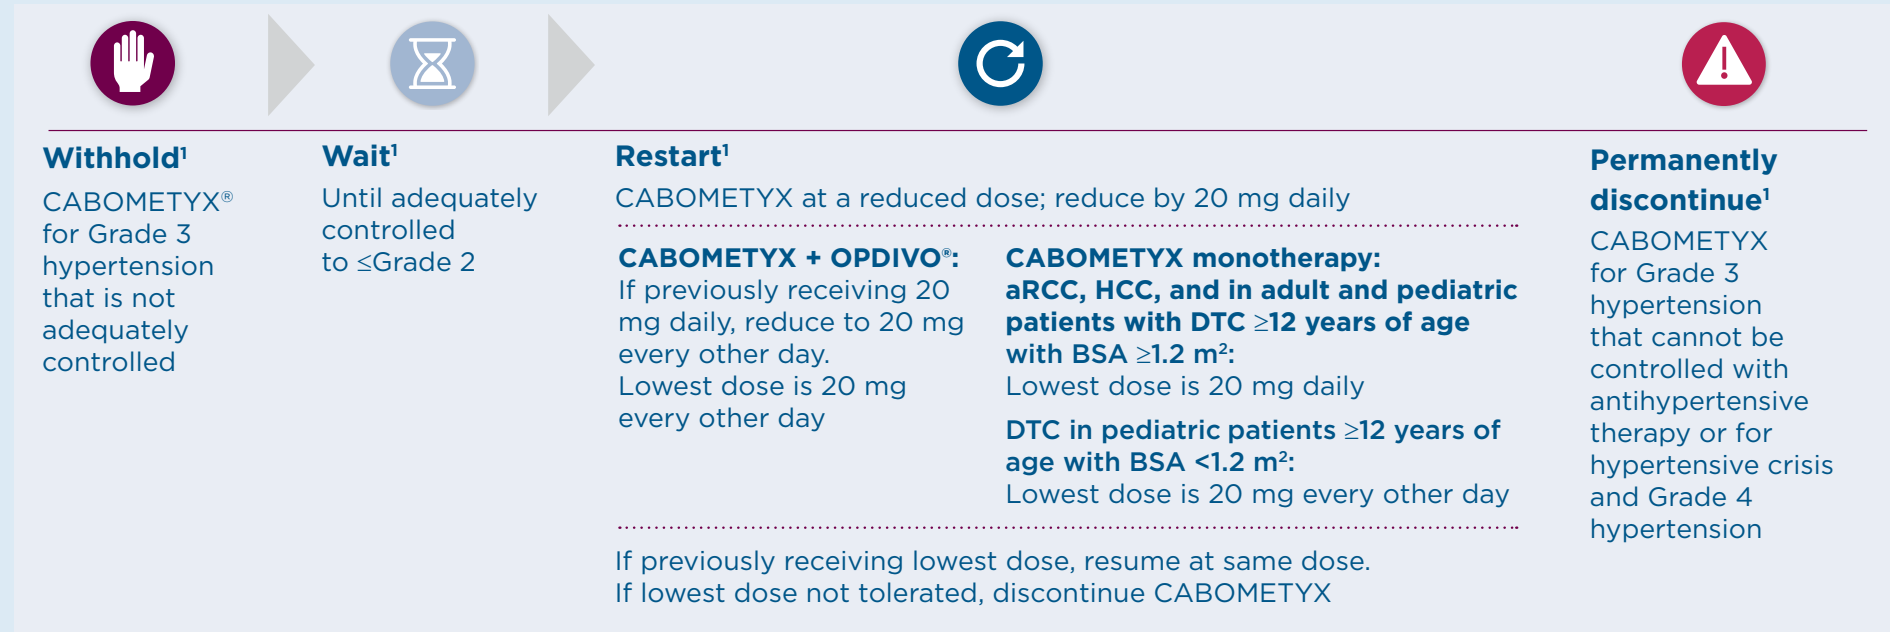 Withhold¹
CABOMETYX®
for Grade 3
hypertension
that is not
adequately
controlled
Wait¹
Until adequately
controlled
to ≤Grade 2
Restart¹
CABOMETYX at a reduced dose; reduce by 20 mg daily
CABOMETYX + OPDIVO®:
If previously receiving 20
mg daily, reduce to 20 mg
every other day.
Lowest dose is 20 mg
every other day
CABOMETYX monotherapy:
aRCC, HCC, and in adult and pediatric
patients with DTC ≥12 years of age
with BSA ≥1.2 m²:
Lowest dose is 20 mg daily
DTC in pediatric patients ≥12 years of
age with BSA <1.2 m²:
Lowest dose is 20 mg every other day
If previously receiving lowest dose, resume at same dose.
If lowest dose not tolerated, discontinue CABOMETYX
Permanently
discontinue¹
CABOMETYX
for Grade 3
hypertension
that cannot be
controlled with
antihypertensive
therapy or for
hypertensive crisis
and Grade 4
hypertension